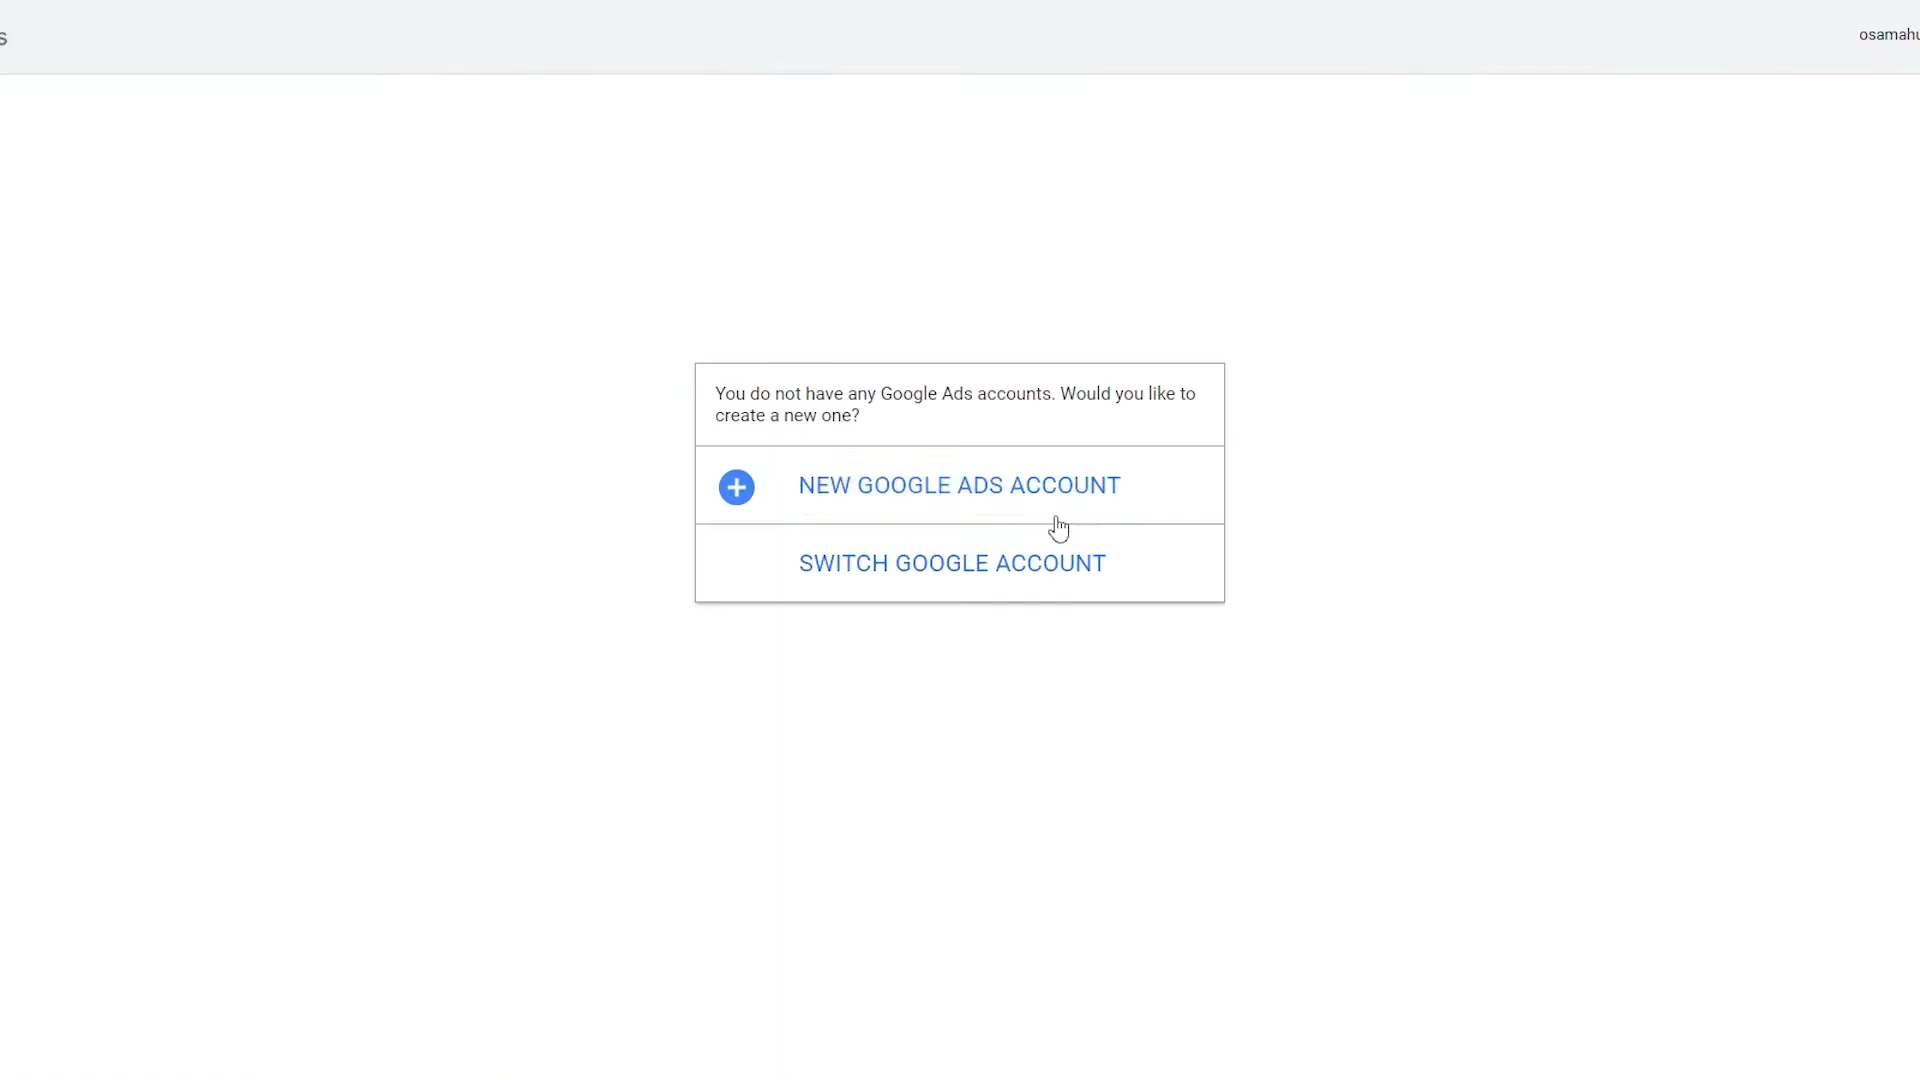 osamahu
You do not have any Google Ads accounts. Would you like to
create a new one?
NEW GOOGLE ADS ACCOUNT
SWITCH GOOGLE ACCOUNT